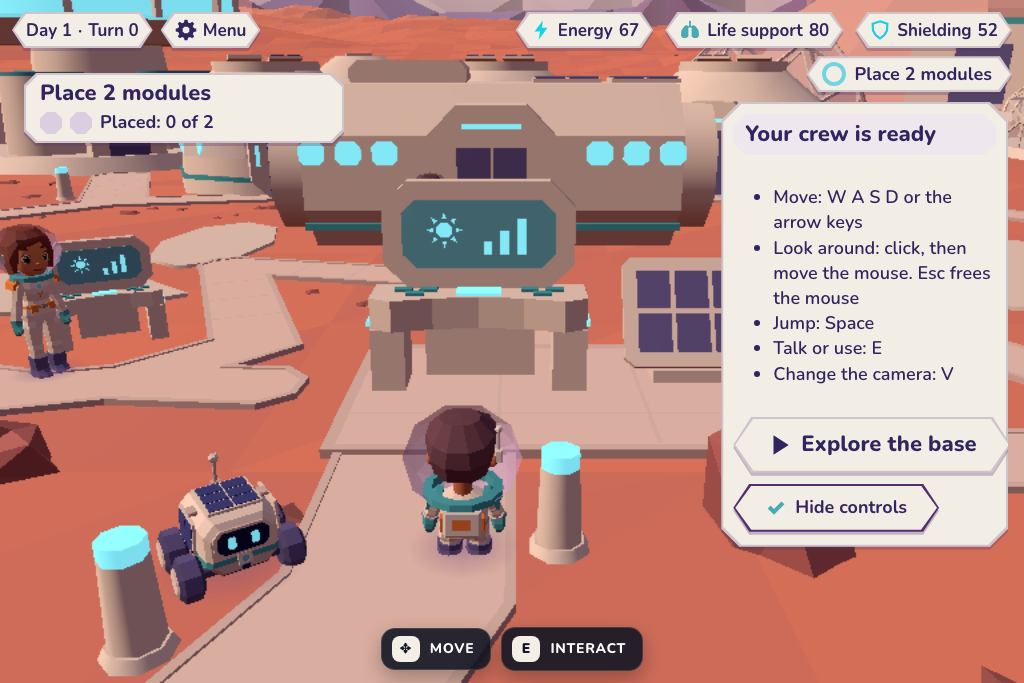 Day 1 · Turn 0
Menu
Energy 67
Life support 80
Shielding 52
Place 2 modules
Place 2 modules
Placed: 0 of 2
Your crew is ready
Move: W A S D or the
arrow keys
Look around: click, then
move the mouse. Esc frees
the mouse
Jump: Space
Talk or use: E
Change the camera: V
Explore the base
Hide controls
MOVE
E INTERACT